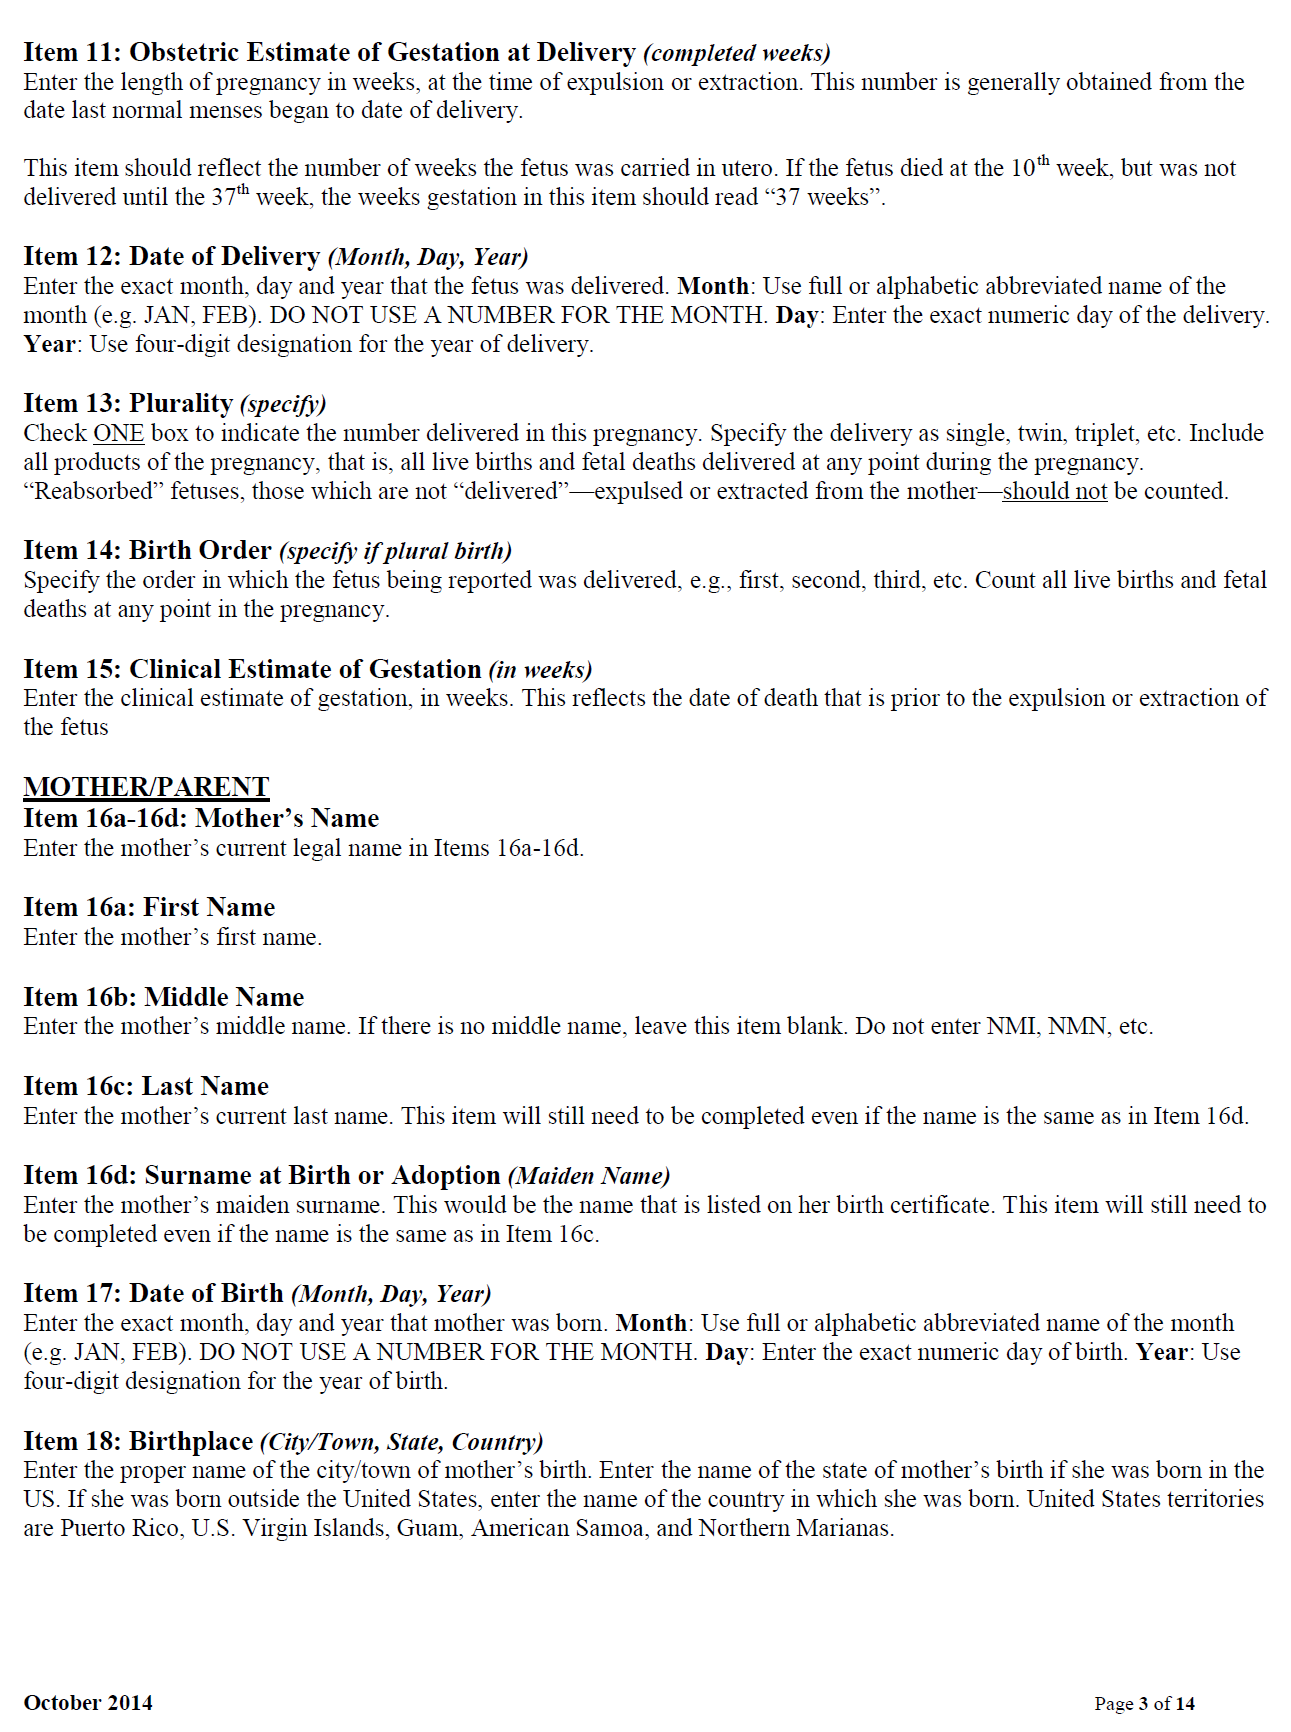 Item 11: Obstetric Estimate of Gestation at Delivery (completed weeks)
Enter the length of pregnancy in weeks, at the time of expulsion or extraction. This number is generally obtained from the
date last normal menses began to date of delivery.
This item should reflect the number of weeks the fetus was carried in utero. If the fetus died at the 10th week, but was not
delivered until the 37th week, the weeks gestation in this item should read “37 weeks”.
Item 12: Date of Delivery (Month, Day, Year)
Enter the exact month, day and year that the fetus was delivered. Month: Use full or alphabetic abbreviated name of the
month (e.g. JAN, FEB). DO NOT USE A NUMBER FOR THE MONTH. Day: Enter the exact numeric day of the delivery.
Year: Use four-digit designation for the year of delivery.
Item 13: Plurality (specify)
Check ONE box to indicate the number delivered in this pregnancy. Specify the delivery as single, twin, triplet, etc. Include
all products of the pregnancy, that is, all live births and fetal deaths delivered at any point during the pregnancy.
“Reabsorbed” fetuses, those which are not “delivered”—expulsed or extracted from the mother—should not be counted.
Item 14: Birth Order (specify if plural birth)
Specify the order in which the fetus being reported was delivered, e.g., first, second, third, etc. Count all live births and fetal
deaths at any point in the pregnancy.
Item 15: Clinical Estimate of Gestation (in weeks)
Enter the clinical estimate of gestation, in weeks. This reflects the date of death that is prior to the expulsion or extraction of
the fetus
MOTHER/PARENT
Item 16a-16d: Mother’s Name
Enter the mother’s current legal name in Items 16a-16d.
Item 16a: First Name
Enter the mother’s first name.
Item 16b: Middle Name
Enter the mother’s middle name. If there is no middle name, leave this item blank. Do not enter NMI, NMN, etc.
Item 16c: Last Name
Enter the mother’s current last name. This item will still need to be completed even if the name is the same as in Item 16d.
Item 16d: Surname at Birth or Adoption (Maiden Name)
Enter the mother’s maiden surname. This would be the name that is listed on her birth certificate. This item will still need to
be completed even if the name is the same as in Item 16c.
Item 17: Date of Birth (Month, Day, Year)
Enter the exact month, day and year that mother was born. Month: Use full or alphabetic abbreviated name of the month
(e.g. JAN, FEB). DO NOT USE A NUMBER FOR THE MONTH. Day: Enter the exact numeric day of birth. Year: Use
four-digit designation for the year of birth.
Item 18: Birthplace (City/Town, State, Country)
Enter the proper name of the city/town of mother’s birth. Enter the name of the state of mother’s birth if she was born in the
US. If she was born outside the United States, enter the name of the country in which she was born. United States territories
are Puerto Rico, U.S. Virgin Islands, Guam, American Samoa, and Northern Marianas.
October 2014 Page 3 of 14